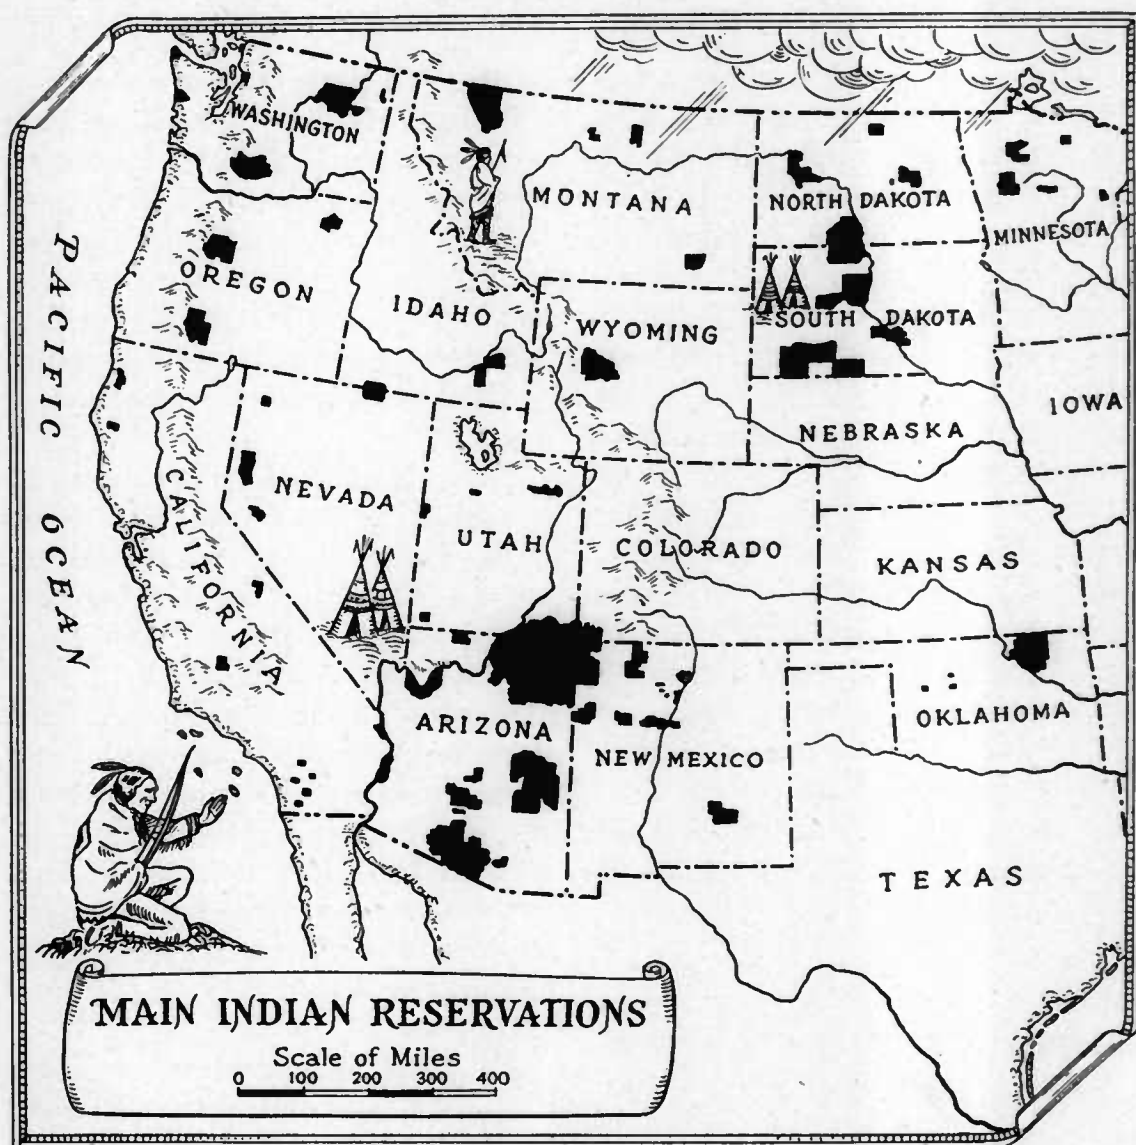 WASHINGTON
MONTANA
NORTH DAKOTA
MINNESOTA
PACIFIC OCEAN
OREGON
IDAHO
WYOMING
SOUTH DAKOTA
IOWA
NEBRASKA
CALIFORNIA
NEVADA
UTAH
COLORADO
KANSAS
ARIZONA
NEW MEXICO
OKLAHOMA
TEXAS
MAIN INDIAN RESERVATIONS
Scale of Miles
0 100 200 300 400